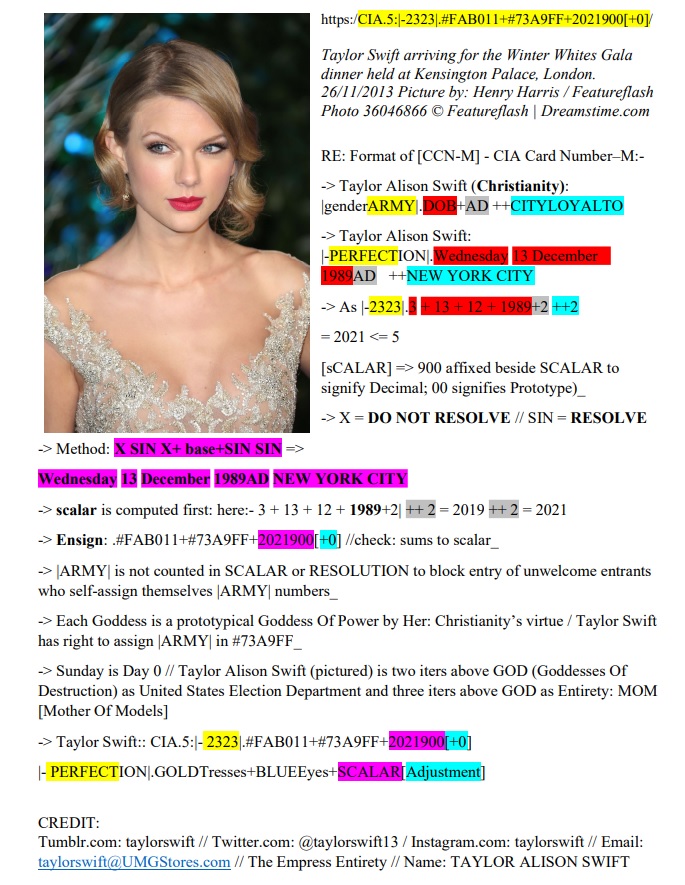 https:/CIA.5:|-2323|.#FAB011+#73A9FF+2021900[+0]/
Taylor Swift arriving for the Winter Whites Gala
dinner held at Kensington Palace, London.
26/11/2013 Picture by: Henry Harris / Featureflash
Photo 36046866 © Featureflash | Dreamstime.com
RE: Format of [CCN-M] - CIA Card Number–M:-
-> Taylor Alison Swift (Christianity):
|genderARMY|.DOB+AD ++CITYLOYALTO
-> Taylor Alison Swift:
|-PERFECTION|.Wednesday 13 December
1989AD ++NEW YORK CITY
-> As |-2323|.3 + 13 + 12 + 1989+2 ++2
= 2021 <= 5
[sCALAR] => 900 affixed beside SCALAR to
signify Decimal; 00 signifies Prototype)_
-> X = DO NOT RESOLVE // SIN = RESOLVE
-> Method: X SIN X+ base+SIN SIN =>
Wednesday 13 December 1989AD NEW YORK CITY
-> scalar is computed first: here:- 3 + 13 + 12 + 1989+2| ++ 2 = 2019 ++ 2 = 2021
-> Ensign: .#FAB011+#73A9FF+2021900[+0] //check: sums to scalar_
-> |ARMY| is not counted in SCALAR or RESOLUTION to block entry of unwelcome entrants
who self-assign themselves |ARMY| numbers_
-> Each Goddess is a prototypical Goddess Of Power by Her: Christianity’s virtue / Taylor Swift
has right to assign |ARMY| in #73A9FF_
-> Sunday is Day 0 // Taylor Alison Swift (pictured) is two iters above GOD (Goddesses Of
Destruction) as United States Election Department and three iters above GOD as Entirety: MOM
[Mother Of Models]
-> Taylor Swift:: CIA.5:|- 2323|.#FAB011+#73A9FF+2021900[+0]
|- PERFECTION|.GOLDTresses+BLUEEyes+SCALAR[Adjustment]
CREDIT:
Tumblr.com: taylorswift // Twitter.com: @taylorswift13 / Instagram.com: taylorswift // Email:
taylorswift@UMGStores.com // The Empress Entirety // Name: TAYLOR ALISON SWIFT